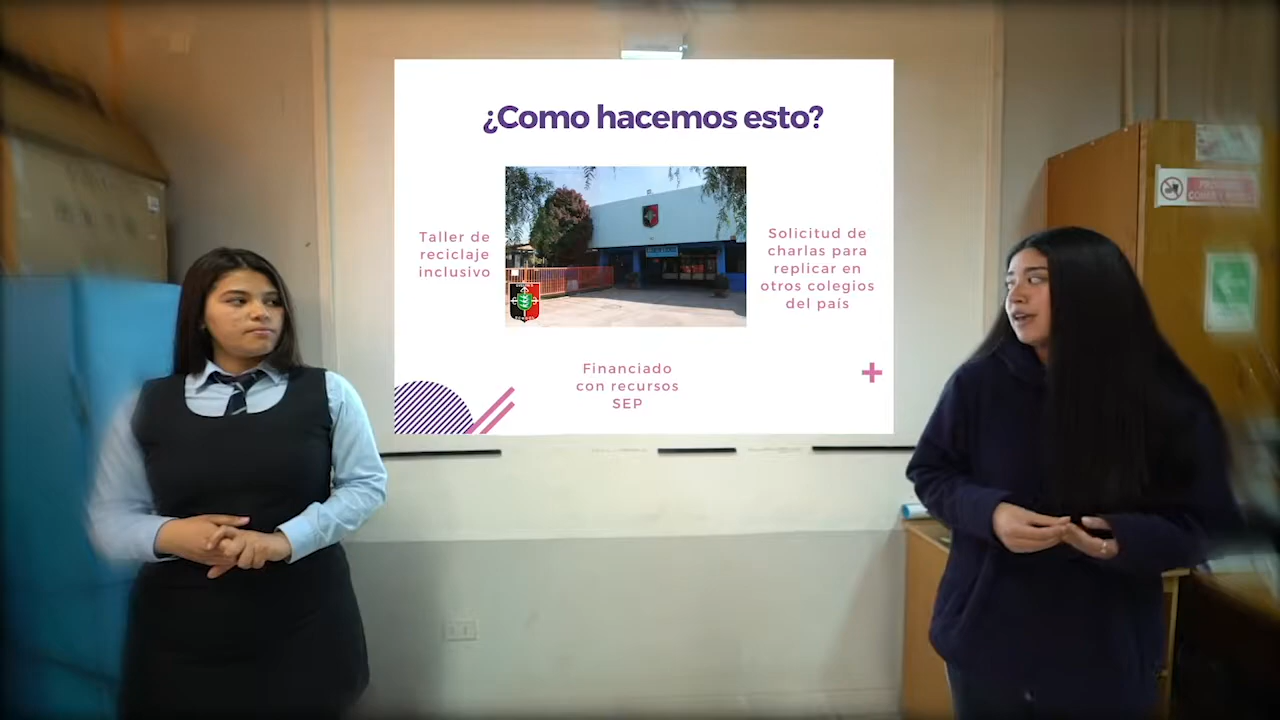 ¿Como hacemos esto?
Taller de
reciclaje
inclusivo
Solicitud de
charlas para
replicar en
otros colegios
del país
Financiado
con recursos
SEP